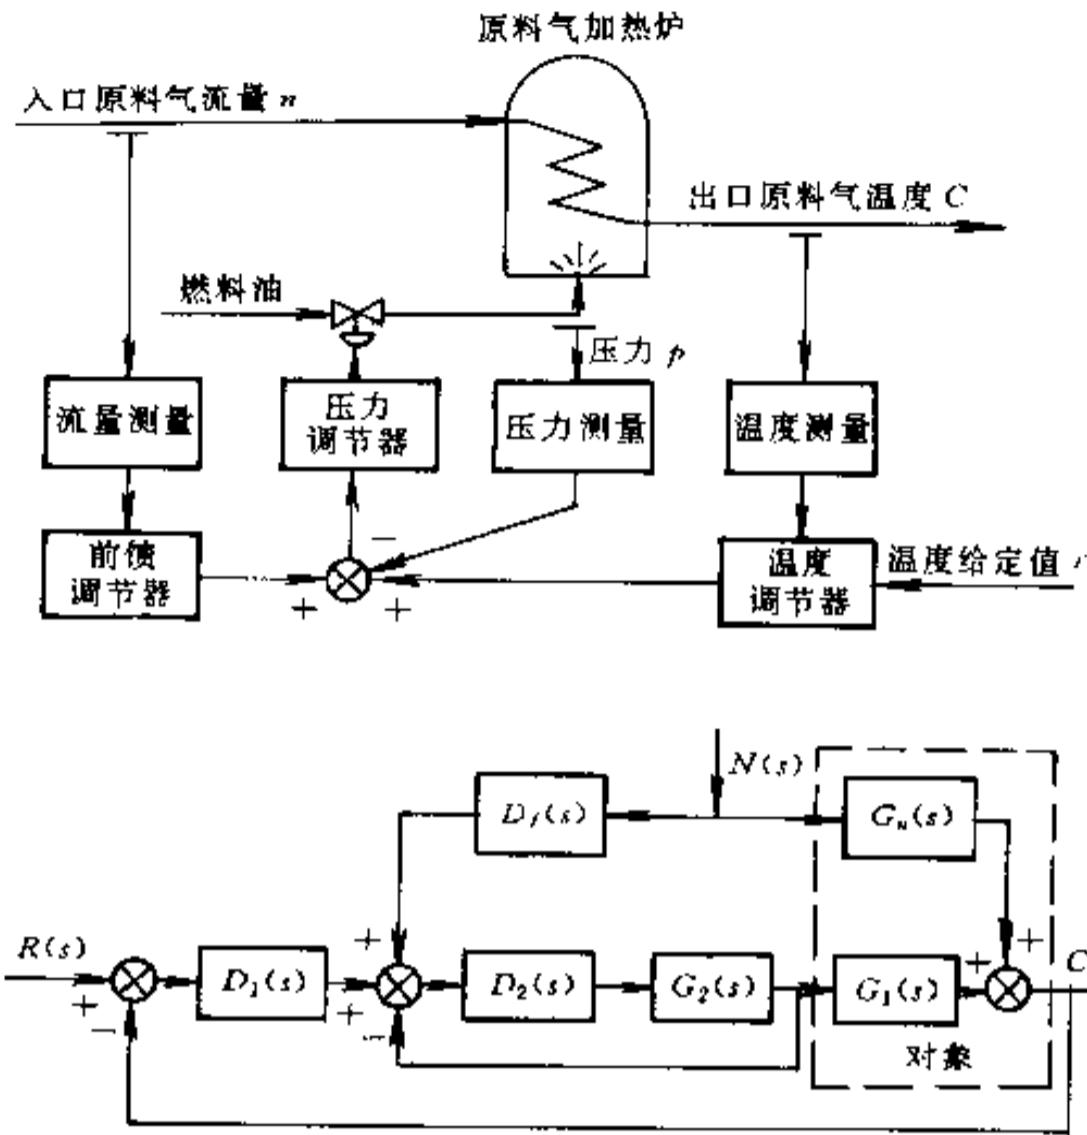 原料气加热炉
入口原料气流量 n
出口原料气温度 C
燃料油
压力 p
流量测量
压力
调节器
压力测量
温度测量
前馈
调节器
−
+
+
温度
调节器
温度给定值 r
N(s)
D_f(s)
G_n(s)
R(s)
+
−
D_1(s)
+
+
−
D_2(s)
G_2(s)
G_1(s)
+
+
C
对象